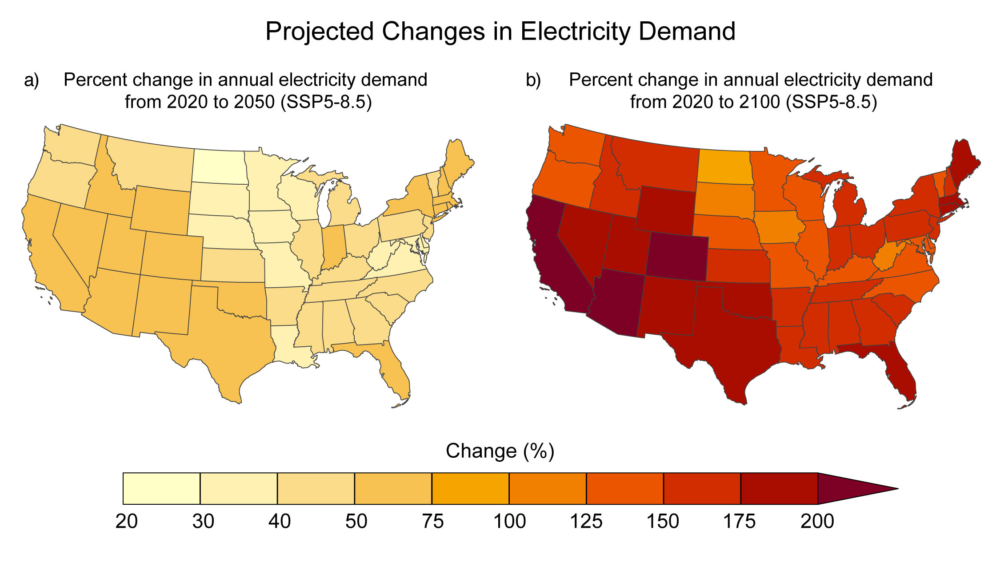 Projected Changes in Electricity Demand
a) Percent change in annual electricity demand
from 2020 to 2050 (SSP5-8.5)
b) Percent change in annual electricity demand
from 2020 to 2100 (SSP5-8.5)
Change (%)
20 30 40 50 75 100 125 150 175 200